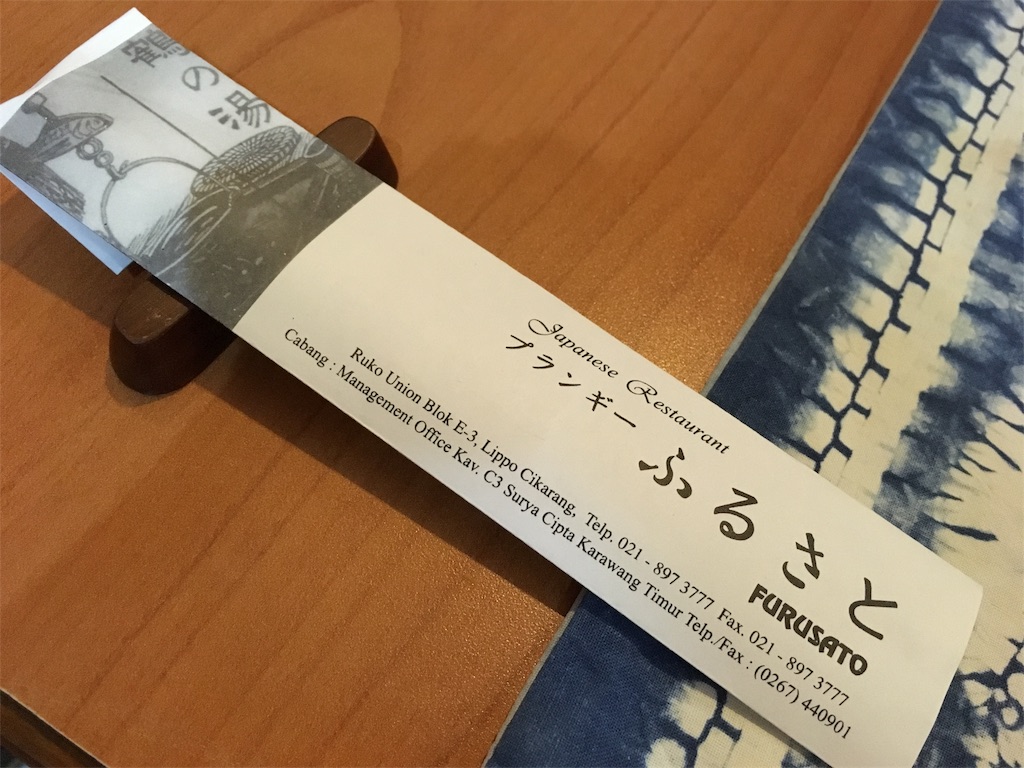 Japanese Restaurant
プランギー
ふるさと
FURUSATO
Ruko Union Blok E-3, Lippo Cikarang, Telp. 021 - 897 3777 Fax. 021 - 897 3777
Cabang : Management Office Kav. C3 Surya Cipta Karawang Timur Telp./Fax : (0267) 440901